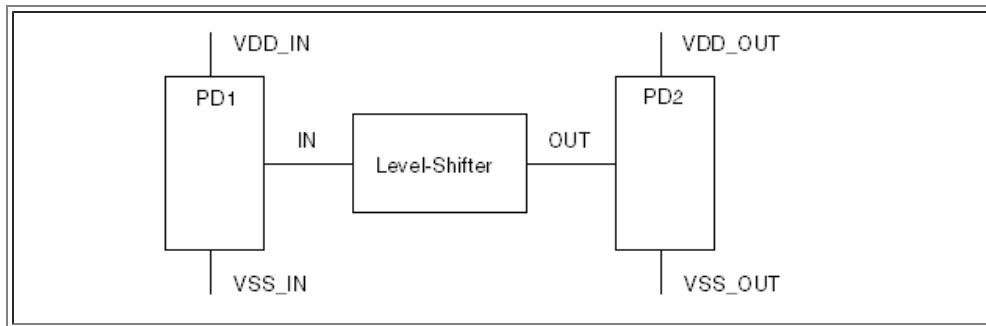 VDD_IN
VDD_OUT
PD1
PD2
IN
OUT
Level-Shifter
VSS_IN
VSS_OUT